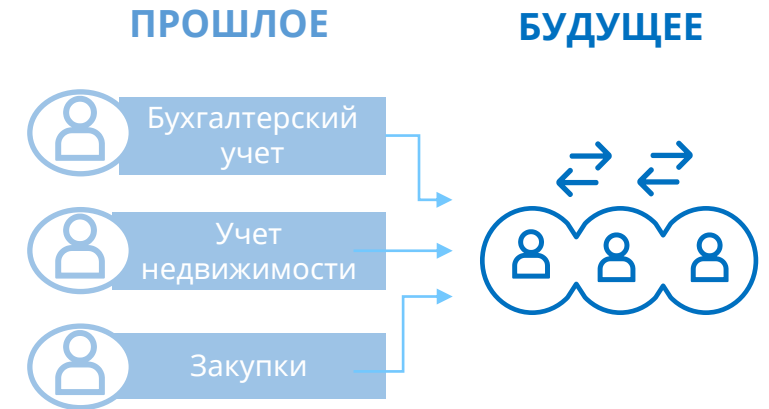 ПРОШЛОЕ
БУДУЩЕЕ
Бухгалтерский
учет
Учет
недвижимости
Закупки